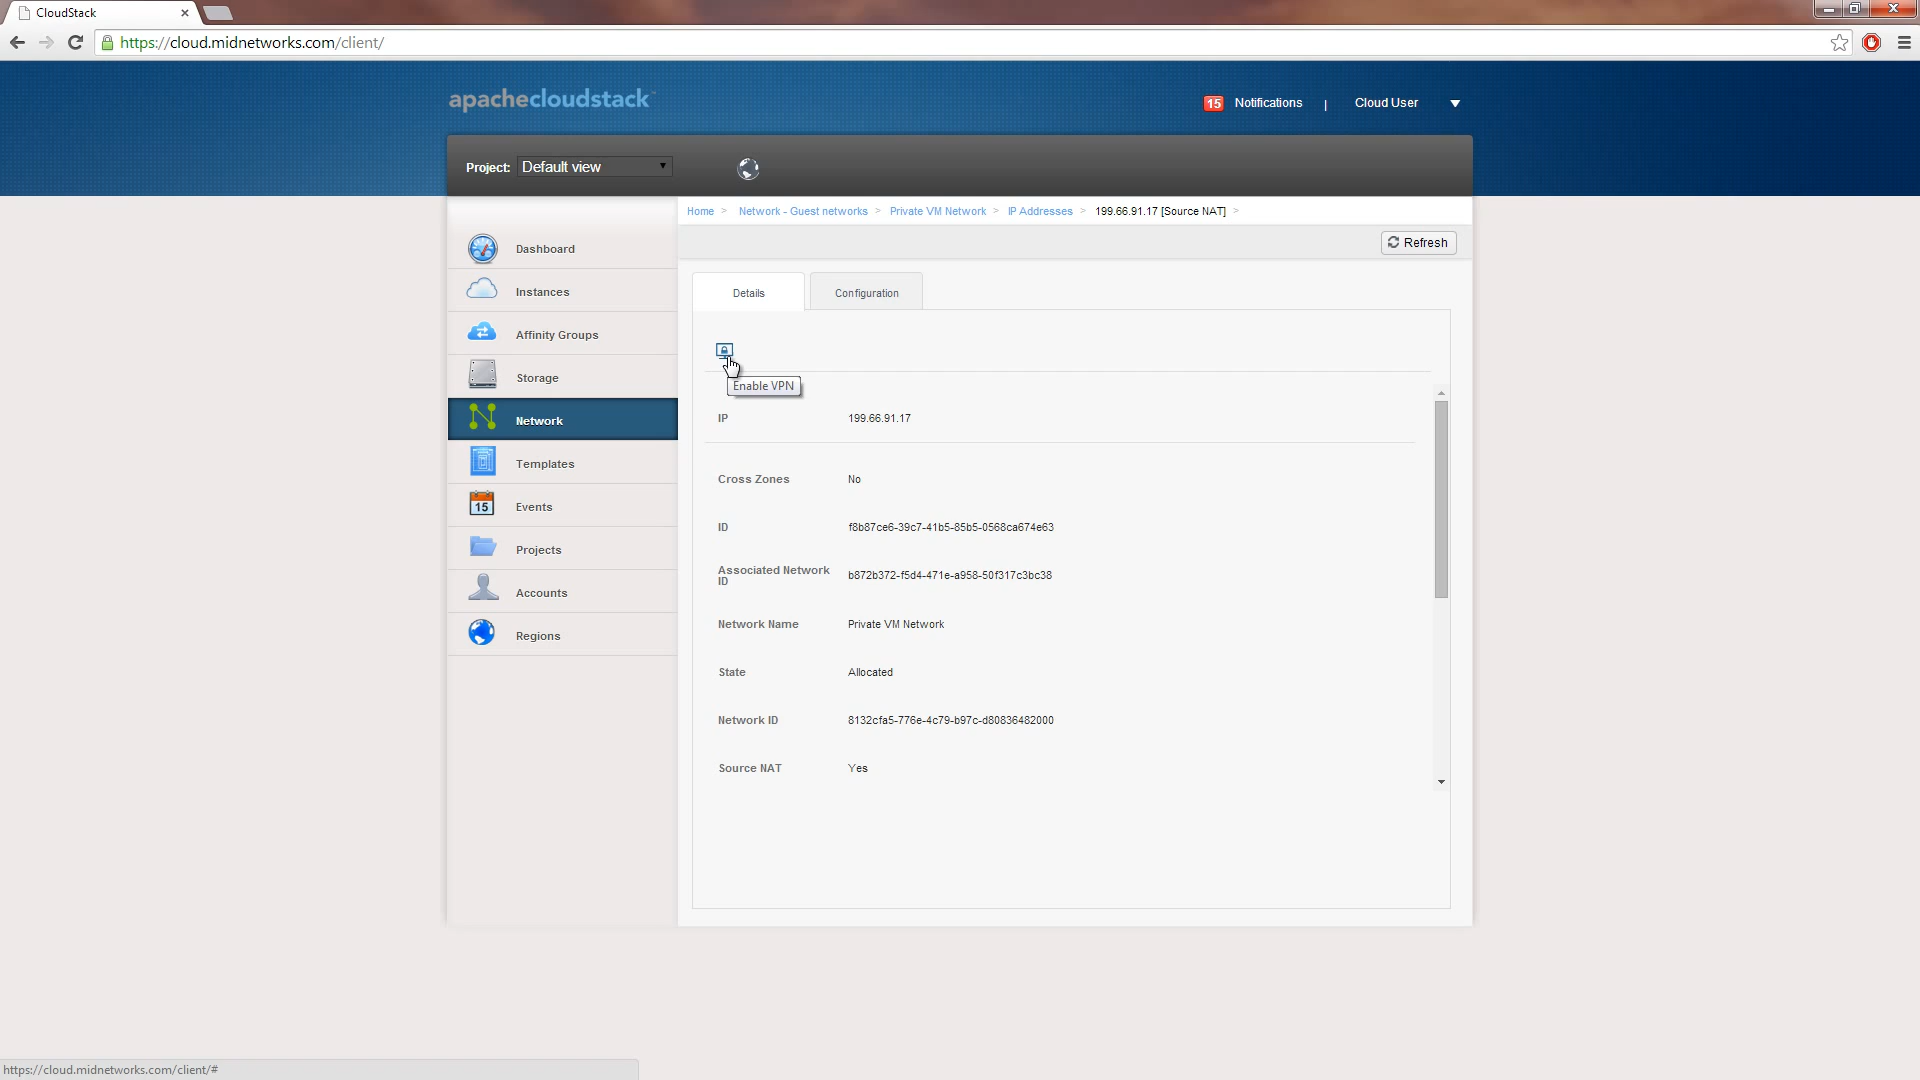 CloudStack
https://cloud.midnetworks.com/client/
apachecloudstack
15 Notifications | Cloud User
Project: Default view
Home > Network - Guest networks > Private VM Network > IP Addresses > 199.66.91.17 [Source NAT] >
Refresh
Dashboard
Instances
Affinity Groups
Storage
Network
Templates
15 Events
Projects
Accounts
Regions
Details Configuration
Enable VPN
IP 199.66.91.17
Cross Zones No
ID f8b87ce6-39c7-41b5-85b5-0568ca674e63
Associated Network
ID b872b372-f5d4-471e-a958-50f317c3bc38
Network Name Private VM Network
State Allocated
Network ID 8132cfa5-776e-4c79-b97c-d80836482000
Source NAT Yes
https://cloud.midnetworks.com/client/#